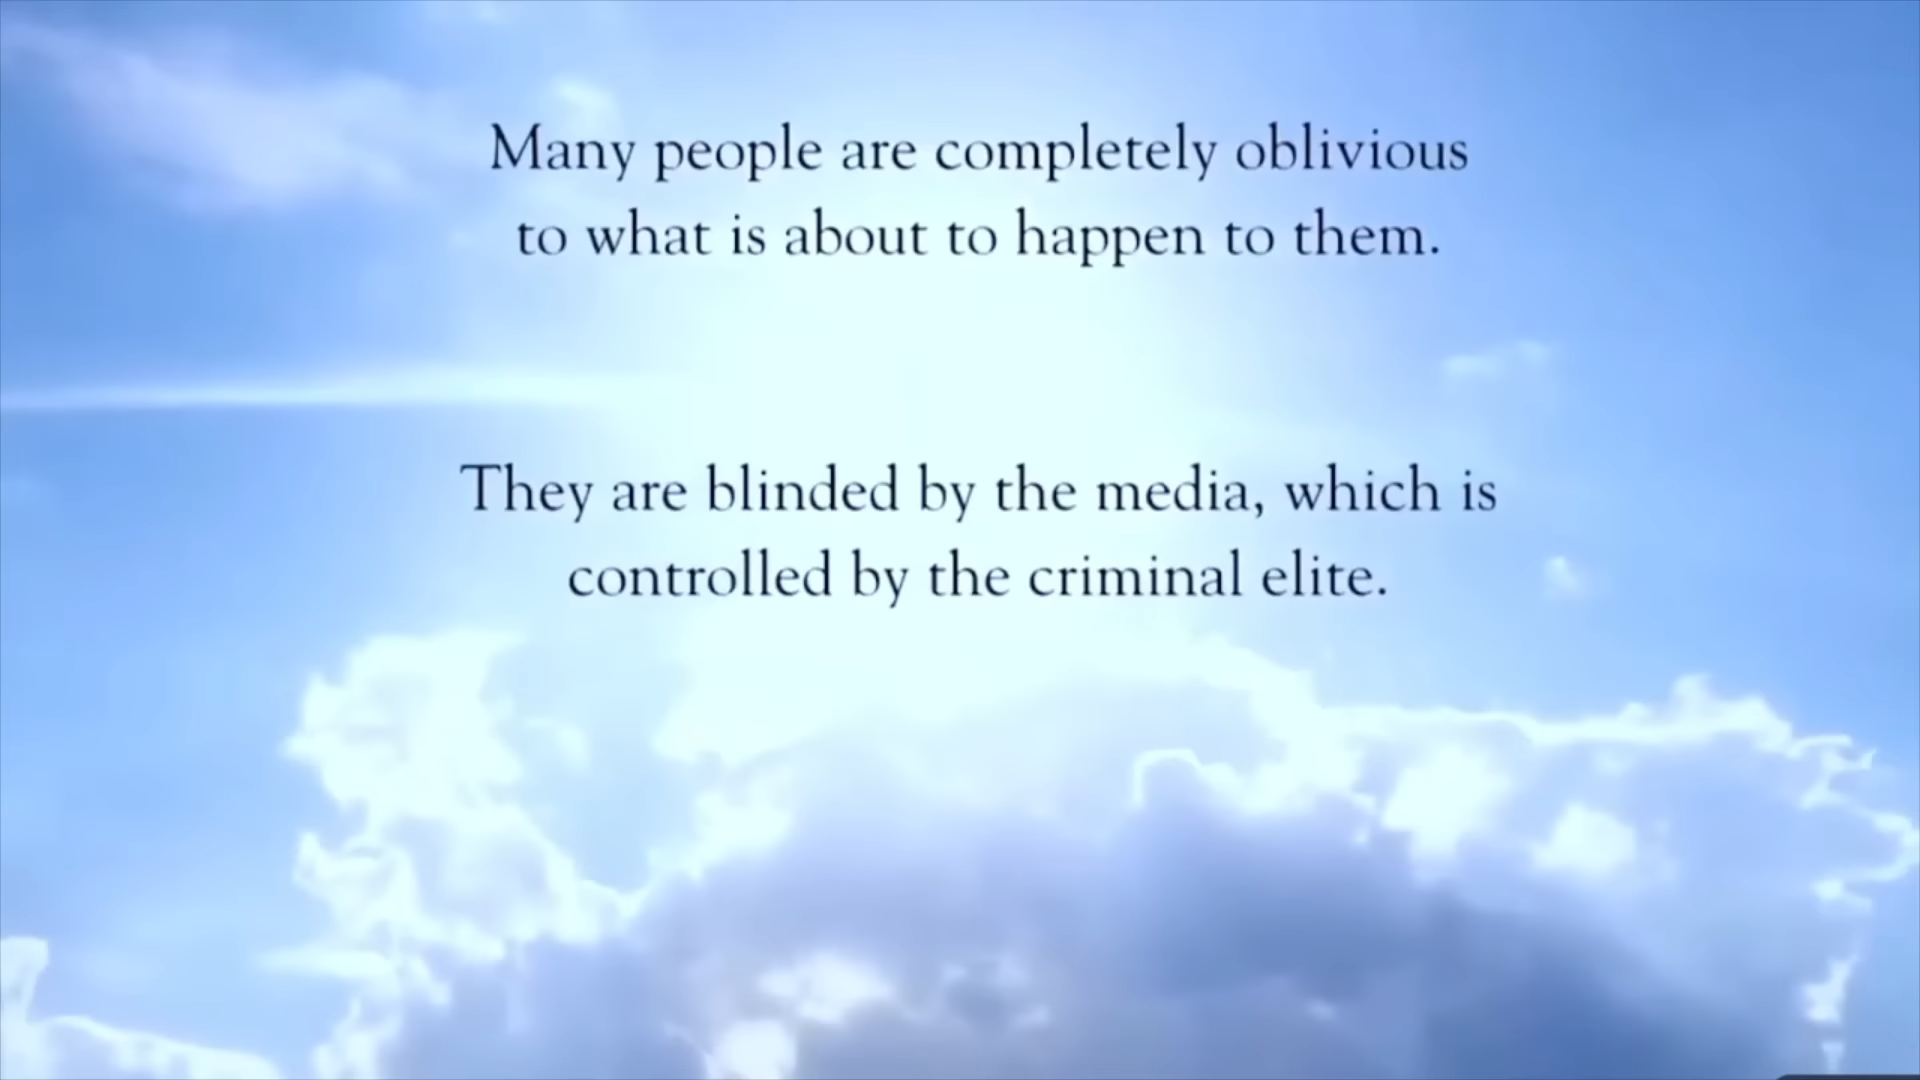 Many people are completely oblivious
to what is about to happen to them.
They are blinded by the media, which is
controlled by the criminal elite.